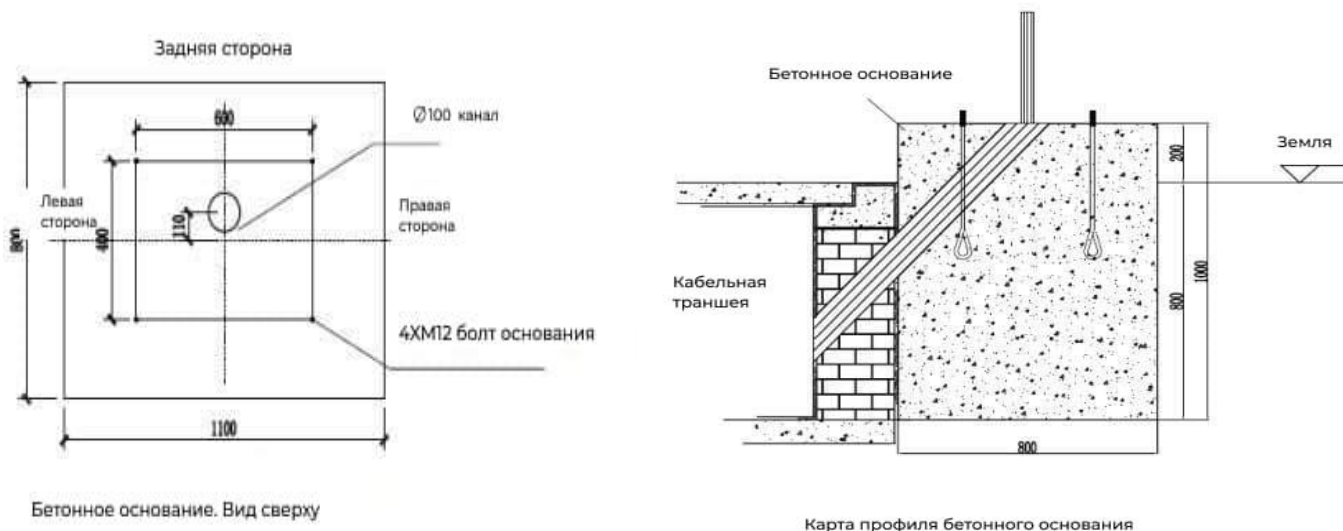 Задняя сторона
600
Ø100 канал
Левая
сторона
Правая
сторона
110
400
800
4ХМ12 болт основания
1100
Бетонное основание. Вид сверху
Бетонное основание
Земля
200
Кабельная
траншея
800
1000
800
Карта профиля бетонного основания